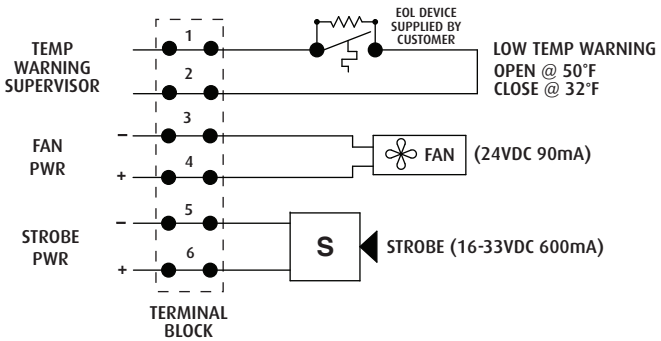 EOL DEVICE
SUPPLIED BY
CUSTOMER
TEMP
WARNING
SUPERVISOR
1
2
LOW TEMP WARNING
OPEN @ 50°F
CLOSE @ 32°F
FAN
PWR
–
+
3
4
FAN
(24VDC 90mA)
STROBE
PWR
–
+
5
6
S
STROBE (16-33VDC 600mA)
TERMINAL
BLOCK